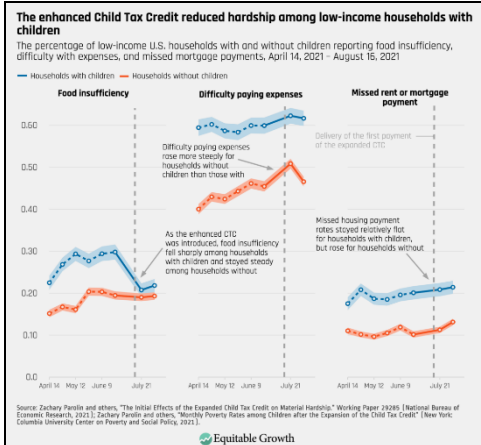 The enhanced Child Tax Credit reduced hardship among low-income households with
children
The percentage of low-income U.S. households with and without children reporting food insufficiency,
difficulty with expenses, and missed mortgage payments, April 14, 2021 – August 16, 2021
Households with children
Households without children
Food insufficiency
Difficulty paying expenses
Missed rent or mortgage
payment
0.60
0.50
0.40
0.30
0.20
0.10
0.0
Delivery of the first payment
of the expanded CTC
Difficulty paying expenses
rose more steeply for
households without
children than those with
As the enhanced CTC
was introduced, food insufficiency
fell sharply among households
with children and stayed steady
among households without
Missed housing payment
rates stayed relatively flat
for households with children,
but rose for households without
April 14 May 12 June 9 July 21
April 14 May 12 June 9 July 21
April 14 May 12 June 9 July 21
Source: Zachary Parolin and others, "The Initial Effects of the Expanded Child Tax Credit on Material Hardship," Working Paper 29285 (National Bureau of
Economic Research, 2021); Zachary Parolin and others, "Monthly Poverty Rates among Children after the Expansion of the Child Tax Credit" (New York:
Columbia University Center on Poverty and Social Policy, 2021).
Equitable Growth